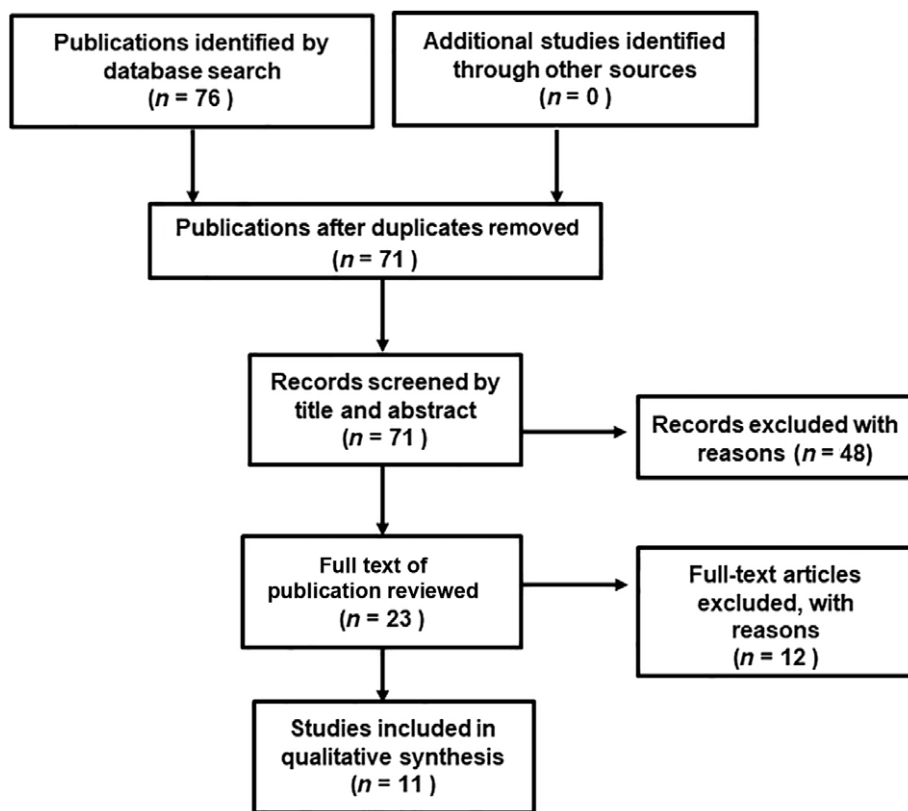 Publications identified by
database search
(n = 76 )
Additional studies identified
through other sources
(n = 0 )
Publications after duplicates removed
(n = 71 )
Records screened by
title and abstract
(n = 71 )
Records excluded with
reasons (n = 48)
Full text of
publication reviewed
(n = 23 )
Full-text articles
excluded, with
reasons
(n = 12 )
Studies included in
qualitative synthesis
(n = 11 )